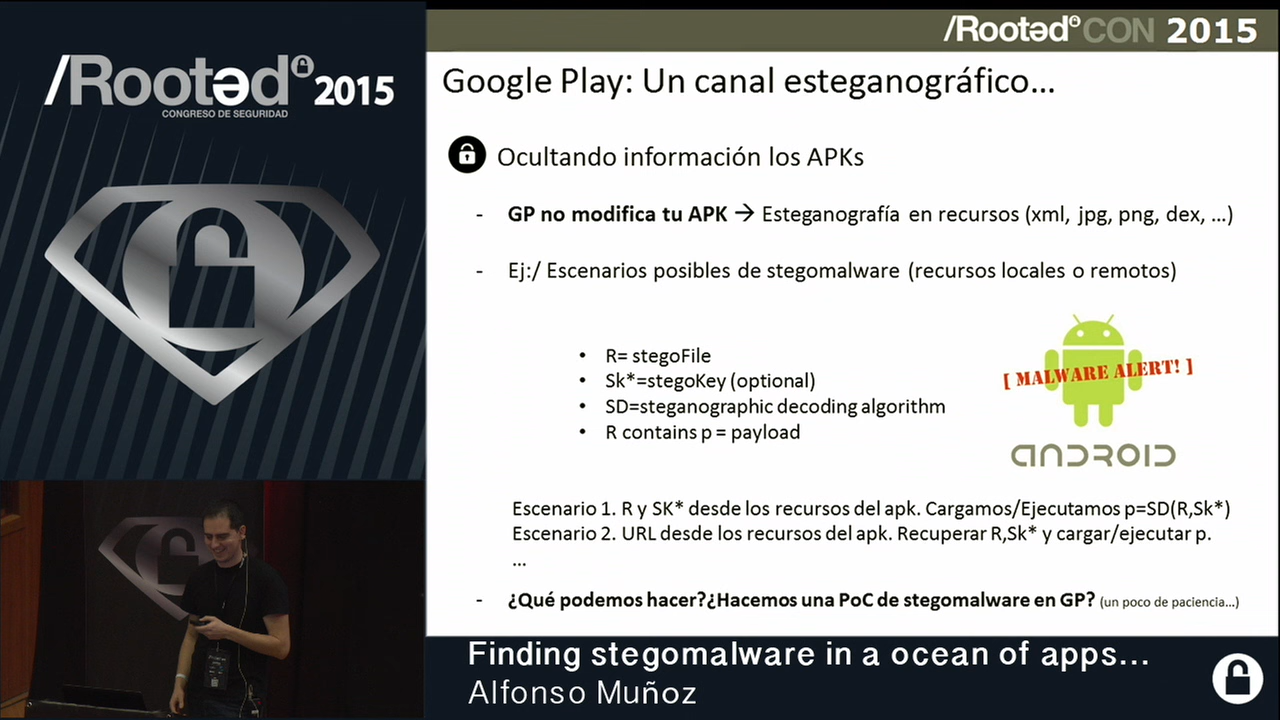 /Rootəd 2015
CONGRESO DE SEGURIDAD
/Rootəd CON 2015
Google Play: Un canal esteganográfico...
Ocultando información los APKs
- GP no modifica tu APK → Esteganografía en recursos (xml, jpg, png, dex, ...)
- Ej:/ Escenarios posibles de stegomalware (recursos locales o remotos)
• R= stegoFile
• Sk*=stegoKey (optional)
• SD=steganographic decoding algorithm
• R contains p = payload
[ MALWARE ALERT! ]
ANDROID
Escenario 1. R y SK* desde los recursos del apk. Cargamos/Ejecutamos p=SD(R,Sk*)
Escenario 2. URL desde los recursos del apk. Recuperar R,Sk* y cargar/ejecutar p.
...
- ¿Qué podemos hacer?¿Hacemos una PoC de stegomalware en GP? (un poco de paciencia...)
Finding stegomalware in a ocean of apps...
Alfonso Muñoz